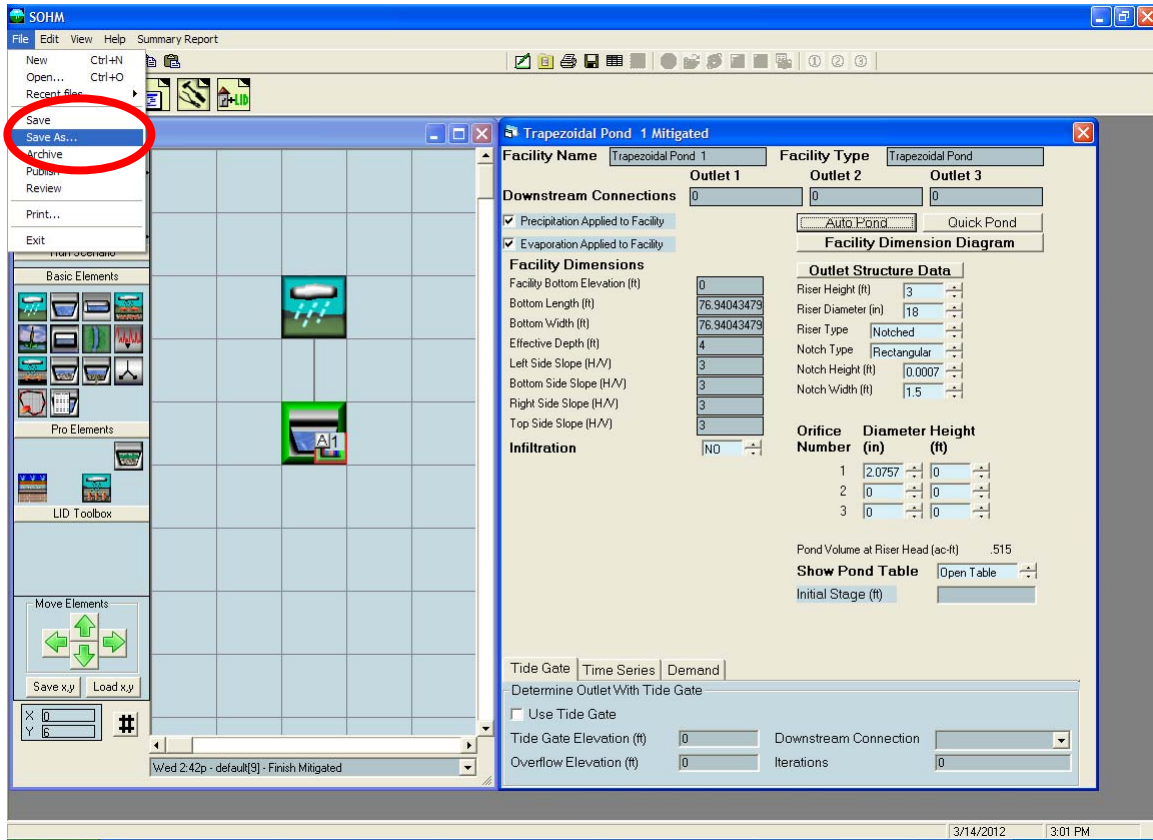 SOHM
File Edit View Help Summary Report
New Ctrl+N
Open... Ctrl+O
Recent files
Save
Save As...
Archive
Publish
Review
Print...
Exit
Run Scenario
Basic Elements
Pro Elements
LID Toolbox
Move Elements
Save x,y Load x,y
X 0
Y 6
#
+LID
A1
Wed 2:42p - default[9] - Finish Mitigated
Trapezoidal Pond 1 Mitigated
Facility Name Trapezoidal Pond 1 Facility Type Trapezoidal Pond
Outlet 1 Outlet 2 Outlet 3
Downstream Connections 0 0 0
Precipitation Applied to Facility Auto Pond Quick Pond
Evaporation Applied to Facility Facility Dimension Diagram
Facility Dimensions
Facility Bottom Elevation (ft) 0
Bottom Length (ft) 76.94043479
Bottom Width (ft) 76.94043479
Effective Depth (ft) 4
Left Side Slope (H/V) 3
Bottom Side Slope (H/V) 3
Right Side Slope (H/V) 3
Top Side Slope (H/V) 3
Infiltration NO
Outlet Structure Data
Riser Height (ft) 3
Riser Diameter (in) 18
Riser Type Notched
Notch Type Rectangular
Notch Height (ft) 0.0007
Notch Width (ft) 1.5
Orifice Diameter Height
Number (in) (ft)
1 2.0757 0
2 0 0
3 0 0
Pond Volume at Riser Head (ac-ft) .515
Show Pond Table Open Table
Initial Stage (ft)
Tide Gate Time Series Demand
Determine Outlet With Tide Gate
Use Tide Gate
Tide Gate Elevation (ft) 0 Downstream Connection
Overflow Elevation (ft) 0 Iterations 0
3/14/2012 3:01 PM